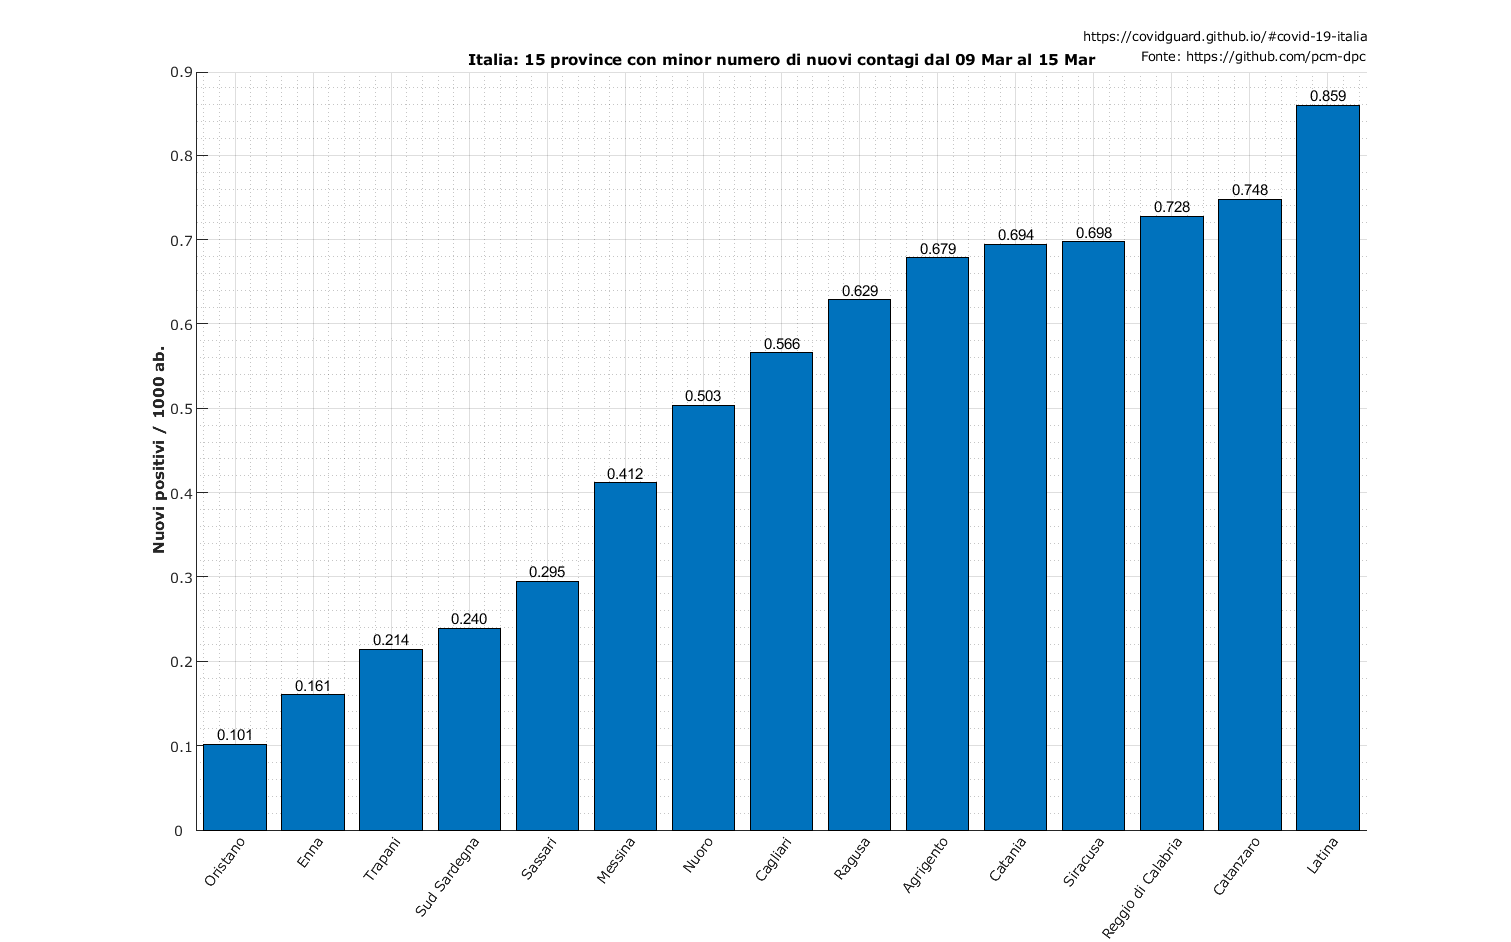 https://covidguard.github.io/#covid-19-italia
Italia: 15 province con minor numero di nuovi contagi dal 09 Mar al 15 Mar
Fonte: https://github.com/pcm-dpc
Nuovi positivi / 1000 ab.
0.9
0.8
0.7
0.6
0.5
0.4
0.3
0.2
0.1
0
0.101
0.161
0.214
0.240
0.295
0.412
0.503
0.566
0.629
0.679
0.694
0.698
0.728
0.748
0.859
Oristano
Enna
Trapani
Sud Sardegna
Sassari
Messina
Nuoro
Cagliari
Ragusa
Agrigento
Catania
Siracusa
Reggio di Calabria
Catanzaro
Latina